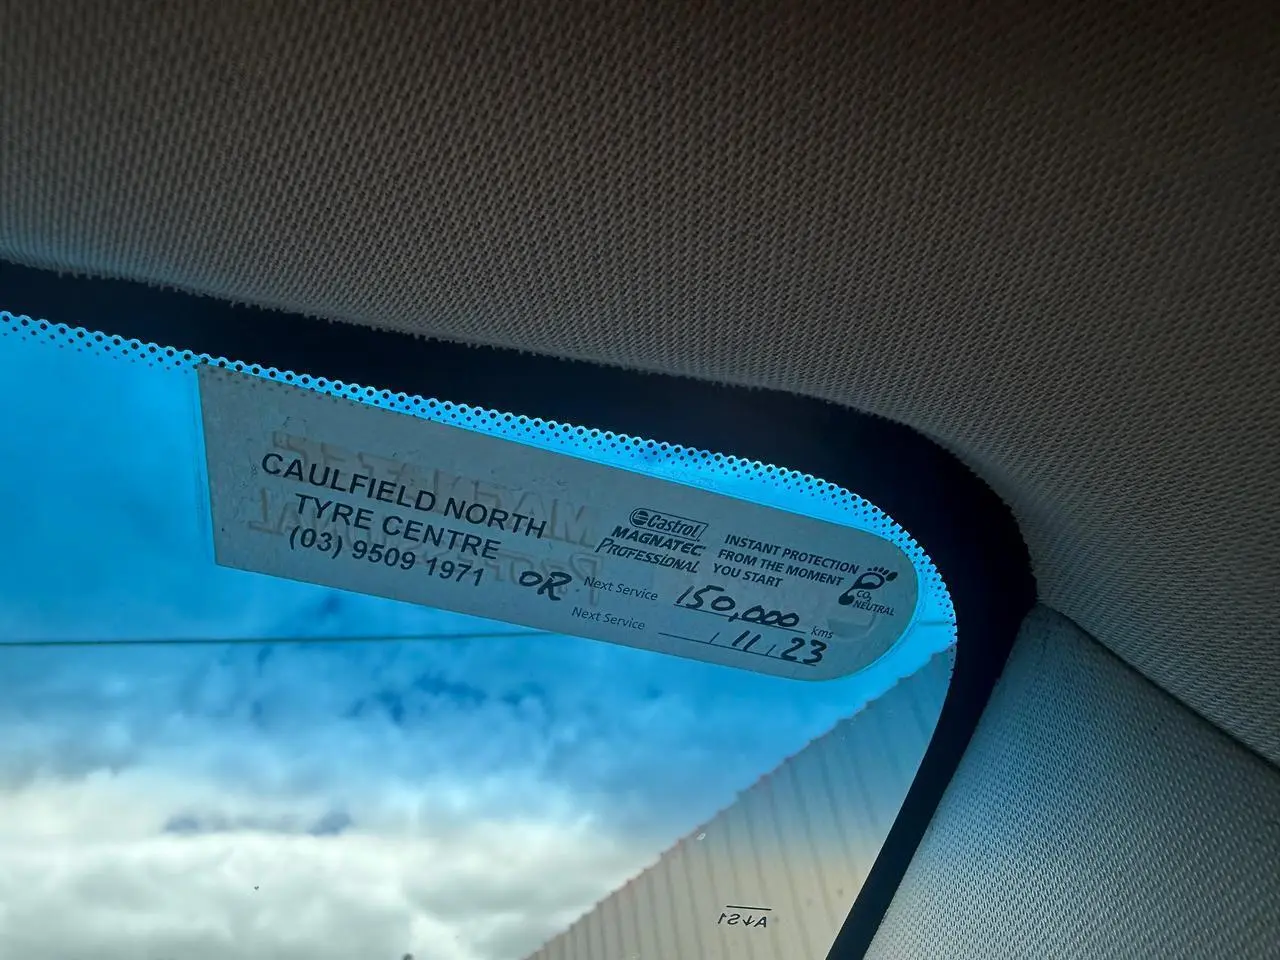 CAULFIELD NORTH
TYRE CENTRE
(03) 9509 1971
OR
Castrol
MAGNATEC
PROFESSIONAL
INSTANT PROTECTION
FROM THE MOMENT
YOU START
CO₂
NEUTRAL
Next Service 150,000 kms
Next Service / 11 / 23
A↓S1